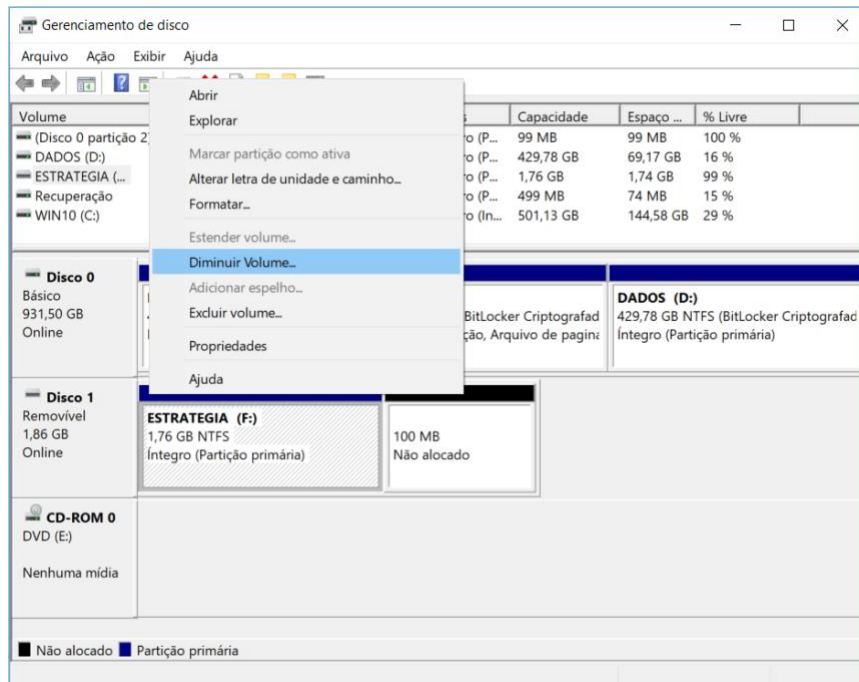 Gerenciamento de disco
Arquivo Ação Exibir Ajuda
Volume Capacidade Espaço ... % Livre
(Disco 0 partição 2 ro (P... 99 MB 99 MB 100 %
DADOS (D:) ro (P... 429,78 GB 69,17 GB 16 %
ESTRATEGIA (... ro (P... 1,76 GB 1,74 GB 99 %
Recuperação ro (P... 499 MB 74 MB 15 %
WIN10 (C:) ro (In... 501,13 GB 144,58 GB 29 %
Abrir
Explorar
Marcar partição como ativa
Alterar letra de unidade e caminho...
Formatar...
Estender volume...
Diminuir Volume...
Adicionar espelho...
Excluir volume...
Propriedades
Ajuda
Disco 0
Básico
931,50 GB
Online
BitLocker Criptografad
ção, Arquivo de pagina
DADOS (D:)
429,78 GB NTFS (BitLocker Criptografad
Íntegro (Partição primária)
Disco 1
Removível
1,86 GB
Online
ESTRATEGIA (F:)
1,76 GB NTFS
Íntegro (Partição primária)
100 MB
Não alocado
CD-ROM 0
DVD (E:)
Nenhuma mídia
Não alocado Partição primária